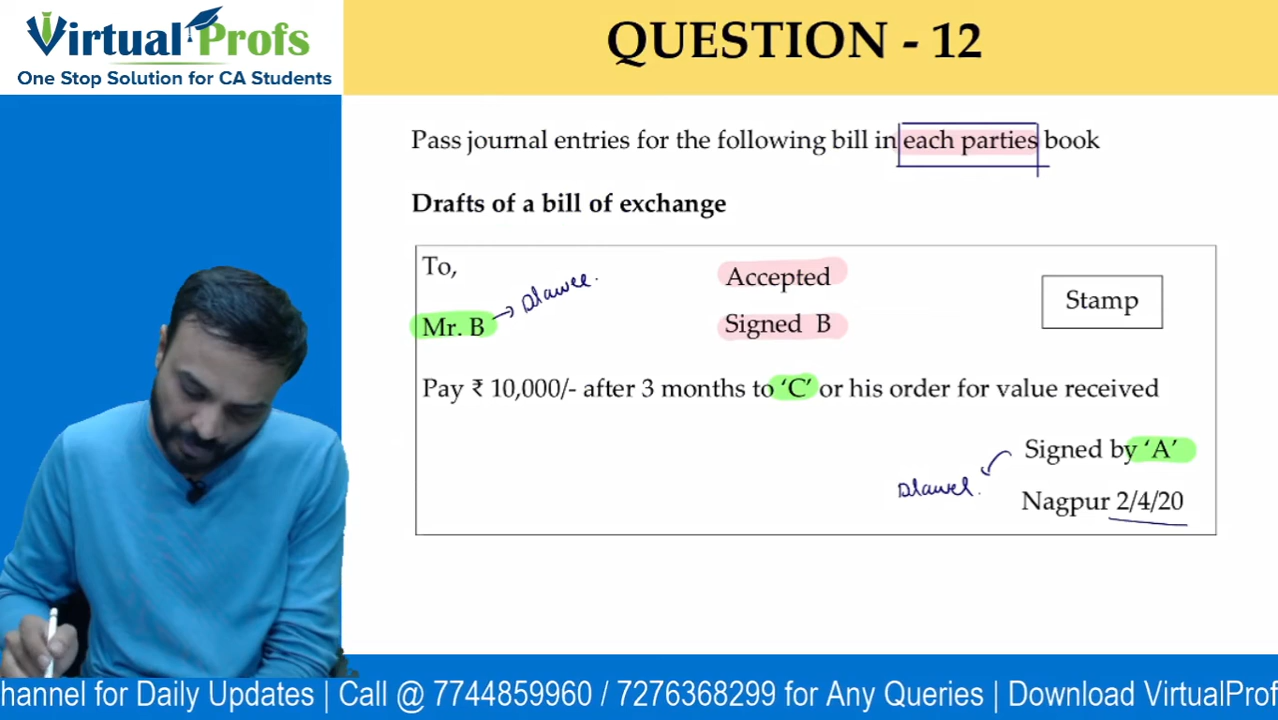 Virtual Profs
One Stop Solution for CA Students
QUESTION - 12
Pass journal entries for the following bill in each parties book
Drafts of a bill of exchange
To,
Accepted
Stamp
Mr. B
Drawee.
Signed B
Pay ₹ 10,000/- after 3 months to ‘C’ or his order for value received
Signed by ‘A’
Drawer.
Nagpur 2/4/20
hannel for Daily Updates | Call @ 7744859960 / 7276368299 for Any Queries | Download VirtualProf